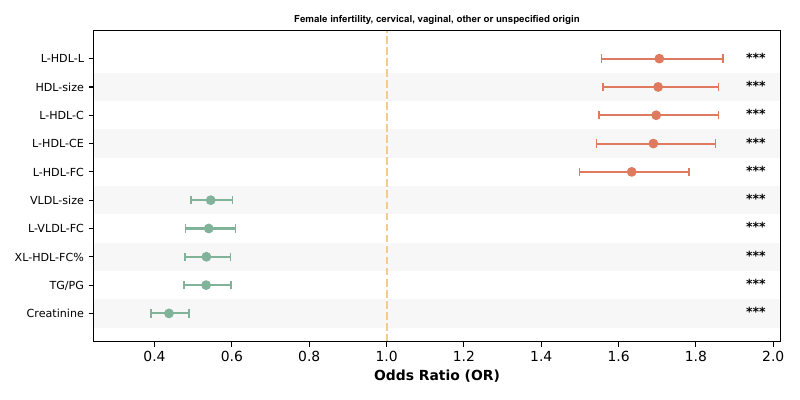 Female infertility, cervical, vaginal, other or unspecified origin
L-HDL-L ***
HDL-size ***
L-HDL-C ***
L-HDL-CE ***
L-HDL-FC ***
VLDL-size ***
L-VLDL-FC ***
XL-HDL-FC% ***
TG/PG ***
Creatinine ***
0.4 0.6 0.8 1.0 1.2 1.4 1.6 1.8 2.0
Odds Ratio (OR)